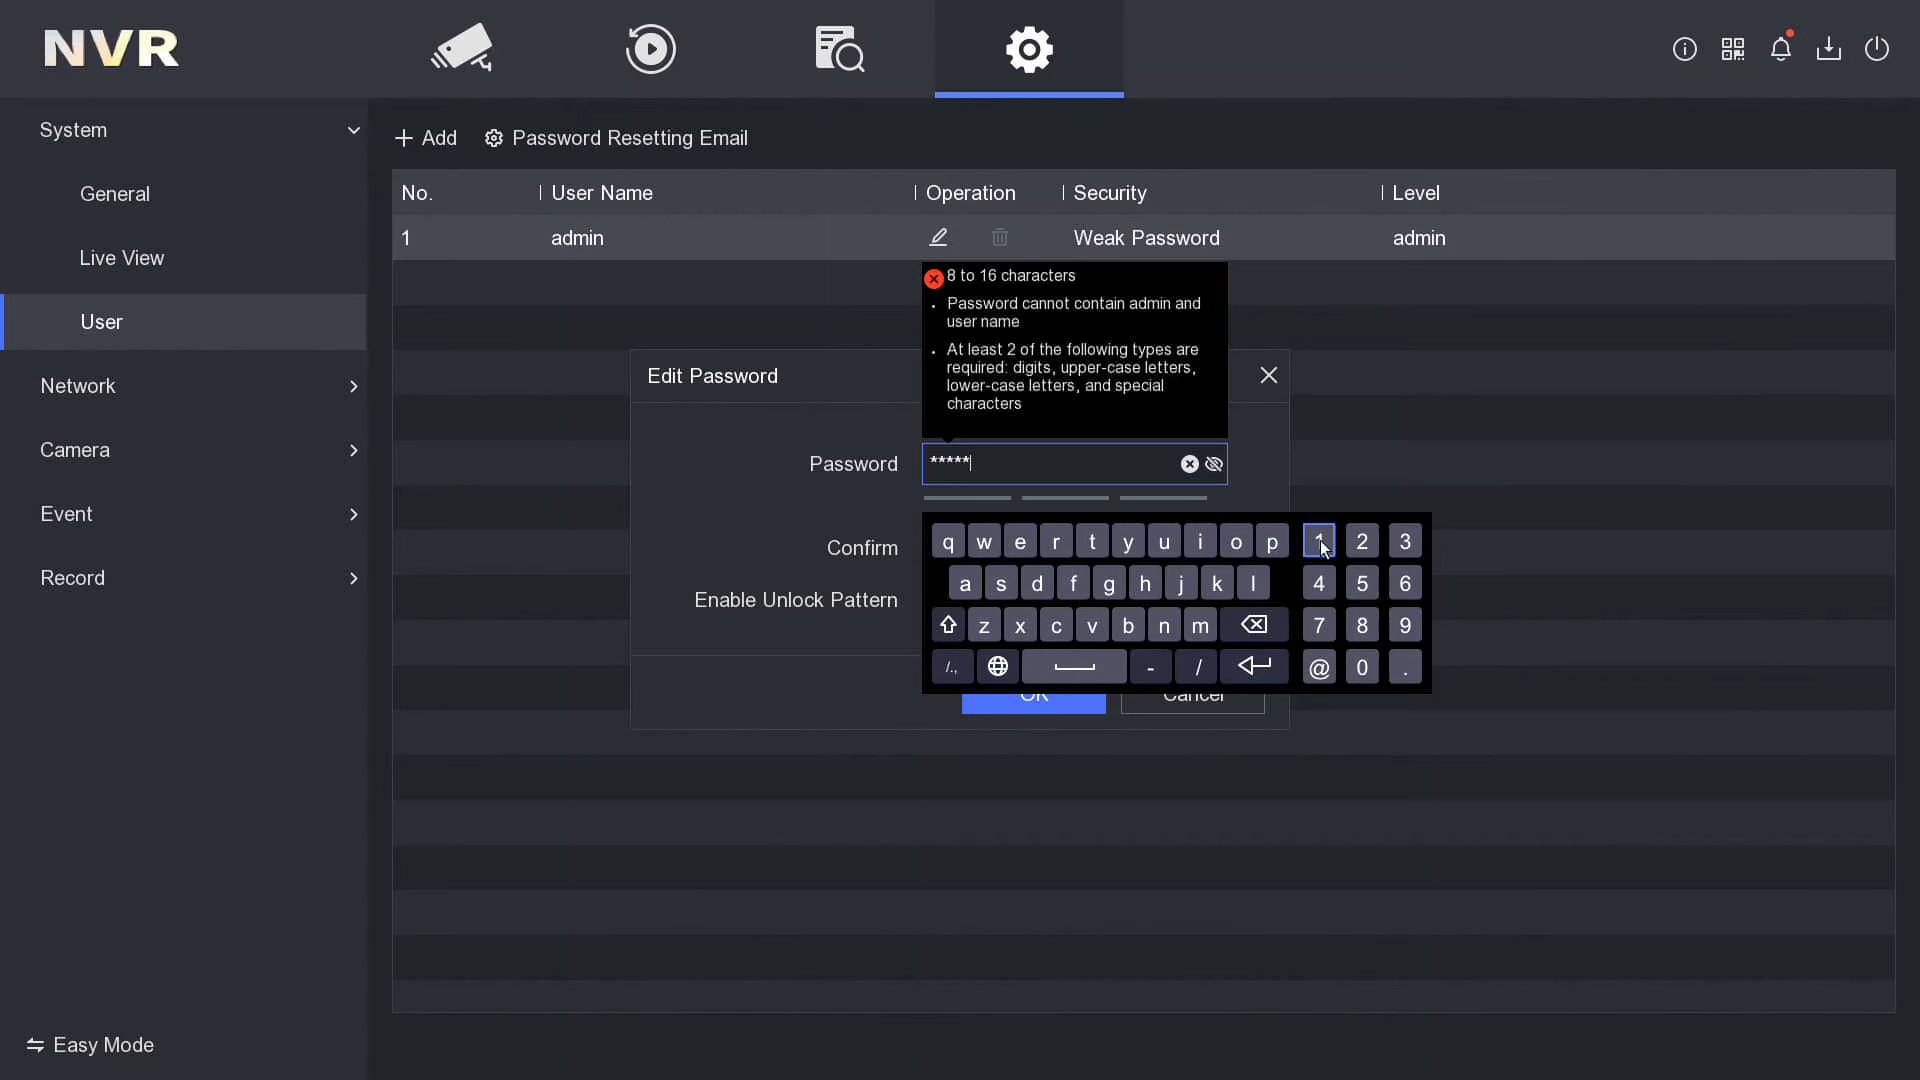 NVR
System
General
Live View
User
Network
Camera
Event
Record
Easy Mode
Add
Password Resetting Email
No. User Name Operation Security Level
1 admin Weak Password admin
8 to 16 characters
Password cannot contain admin and
user name
At least 2 of the following types are
required: digits, upper-case letters,
lower-case letters, and special
characters
Edit Password
Password *****
Confirm
Enable Unlock Pattern
q w e r t y u i o p 1 2 3
a s d f g h j k l 4 5 6
z x c v b n m 7 8 9
/., - / @ 0 .
OK Cancel